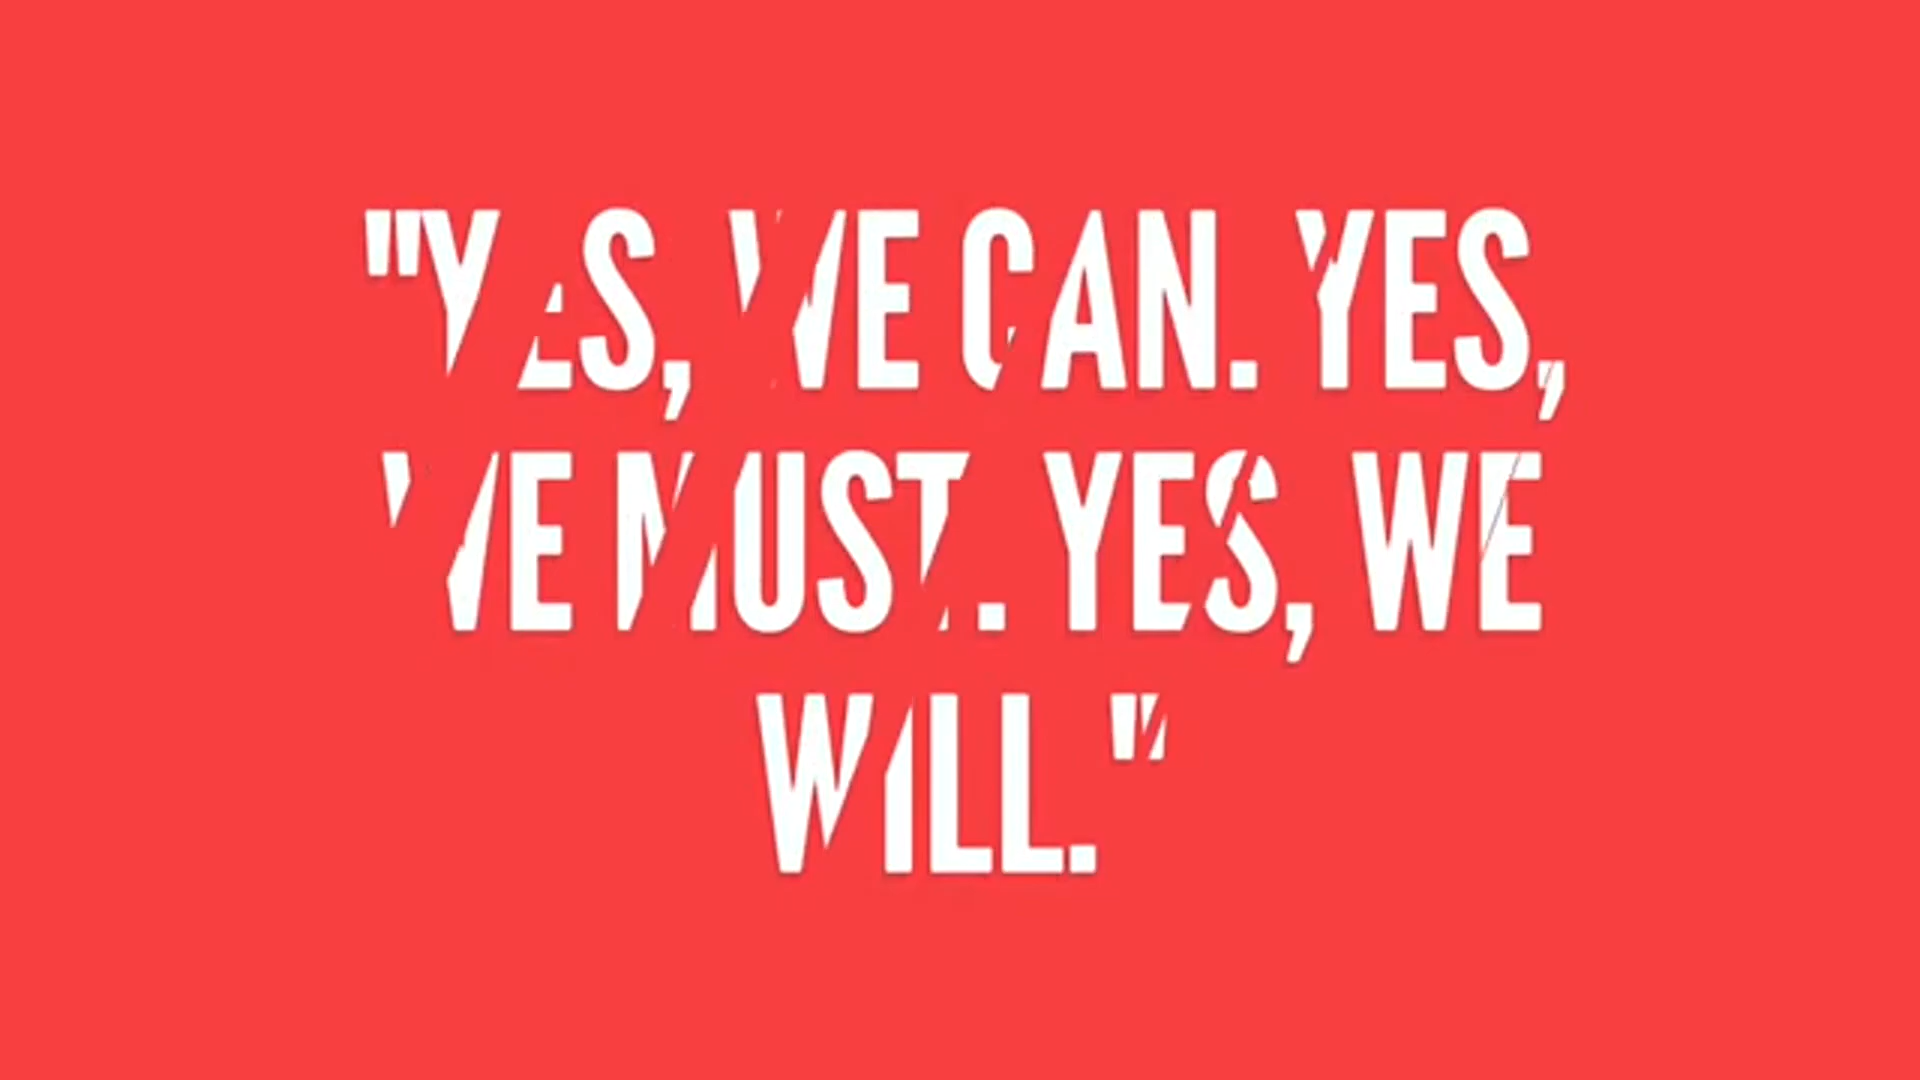 "YES, WE CAN. YES,
WE MUST. YES, WE
WILL."